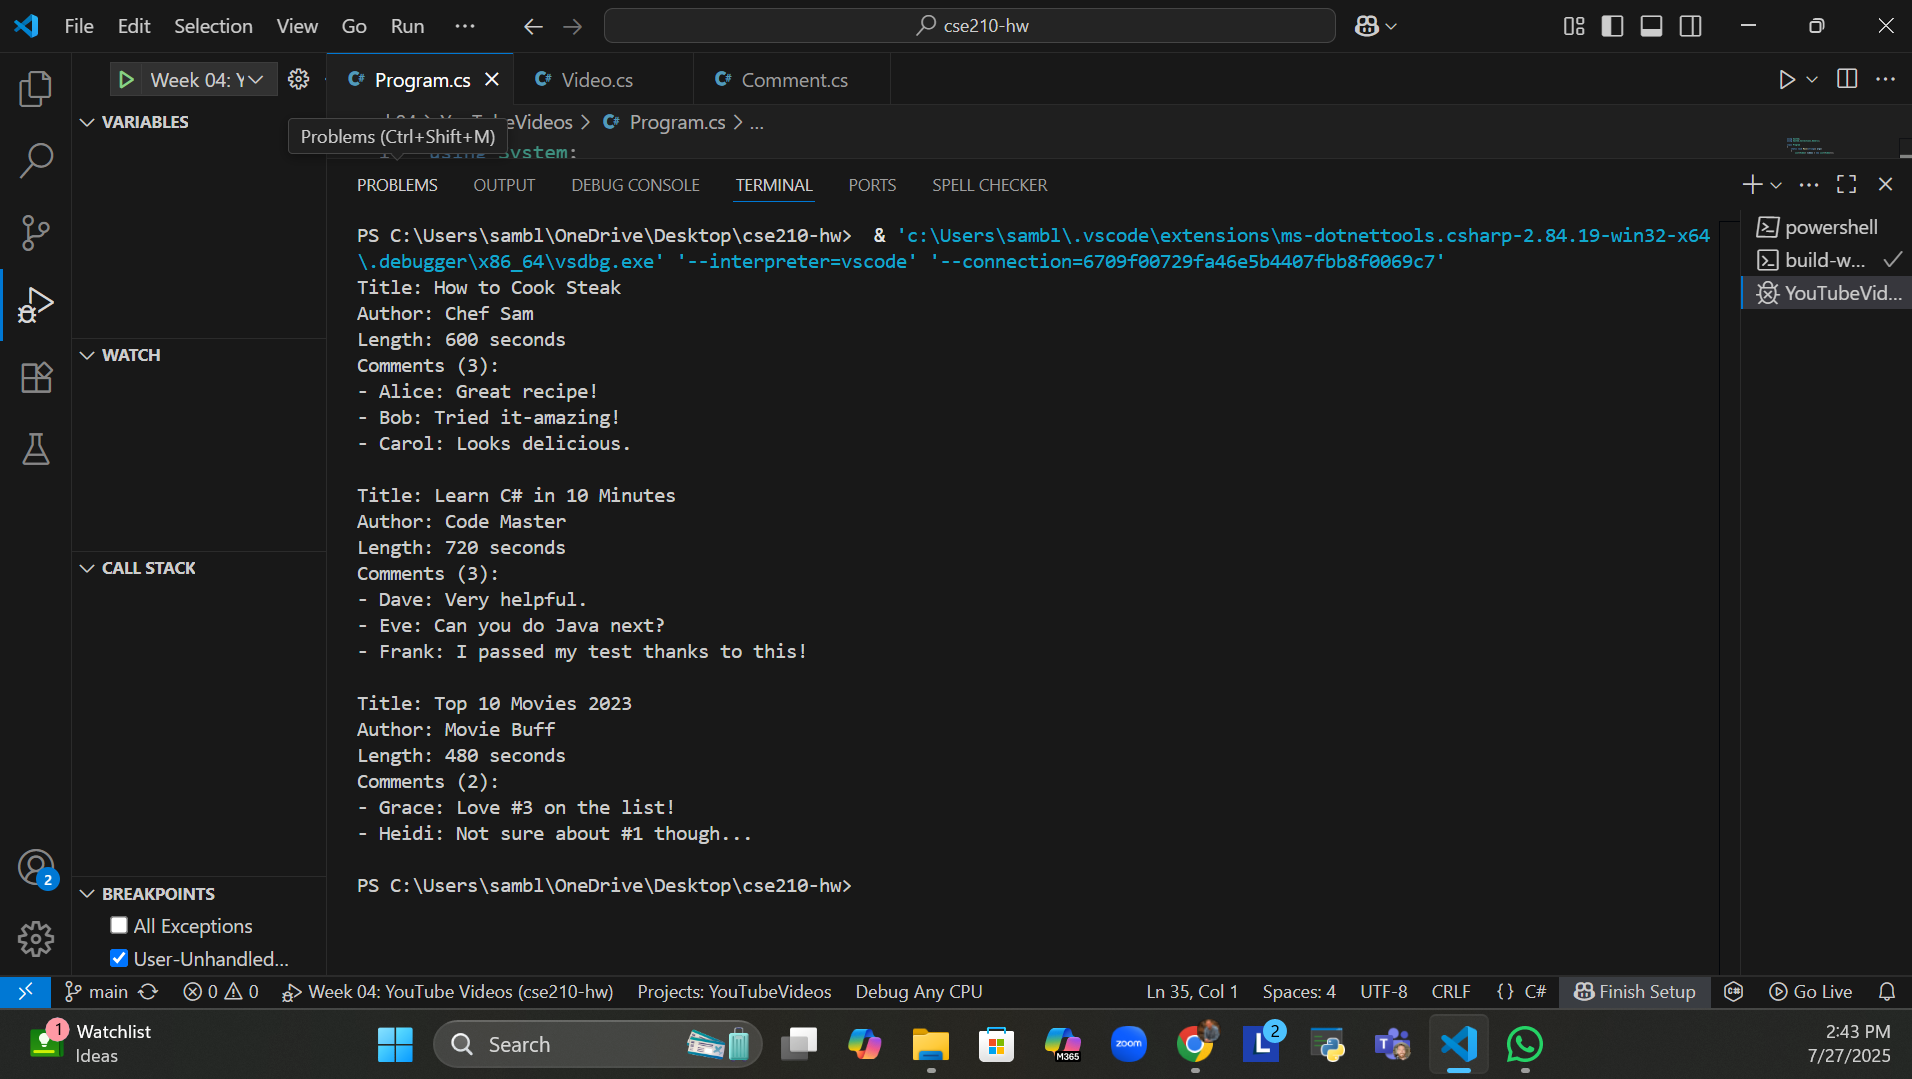 File Edit Selection View Go Run ... cse210-hw
Week 04: Y Program.cs Video.cs Comment.cs
VARIABLES
YouTubeVideos > Program.cs > ...
Problems (Ctrl+Shift+M)
using System;
PROBLEMS OUTPUT DEBUG CONSOLE TERMINAL PORTS SPELL CHECKER
PS C:\Users\sambl\OneDrive\Desktop\cse210-hw>  & 'c:\Users\sambl\.vscode\extensions\ms-dotnettools.csharp-2.84.19-win32-x64
\.debugger\x86_64\vsdbg.exe' '--interpreter=vscode' '--connection=6709f00729fa46e5b4407fbb8f0069c7'
Title: How to Cook Steak
Author: Chef Sam
Length: 600 seconds
Comments (3):
- Alice: Great recipe!
- Bob: Tried it-amazing!
- Carol: Looks delicious.
Title: Learn C# in 10 Minutes
Author: Code Master
Length: 720 seconds
Comments (3):
- Dave: Very helpful.
- Eve: Can you do Java next?
- Frank: I passed my test thanks to this!
Title: Top 10 Movies 2023
Author: Movie Buff
Length: 480 seconds
Comments (2):
- Grace: Love #3 on the list!
- Heidi: Not sure about #1 though...
PS C:\Users\sambl\OneDrive\Desktop\cse210-hw>
powershell
build-w...
YouTubeVid...
WATCH
CALL STACK
BREAKPOINTS
All Exceptions
User-Unhandled...
2
main 0 0 Week 04: YouTube Videos (cse210-hw) Projects: YouTubeVideos Debug Any CPU Ln 35, Col 1 Spaces: 4 UTF-8 CRLF {} C# Finish Setup Go Live
1 Watchlist
Ideas
Search
M365
zoom
L 2
T
2:43 PM
7/27/2025